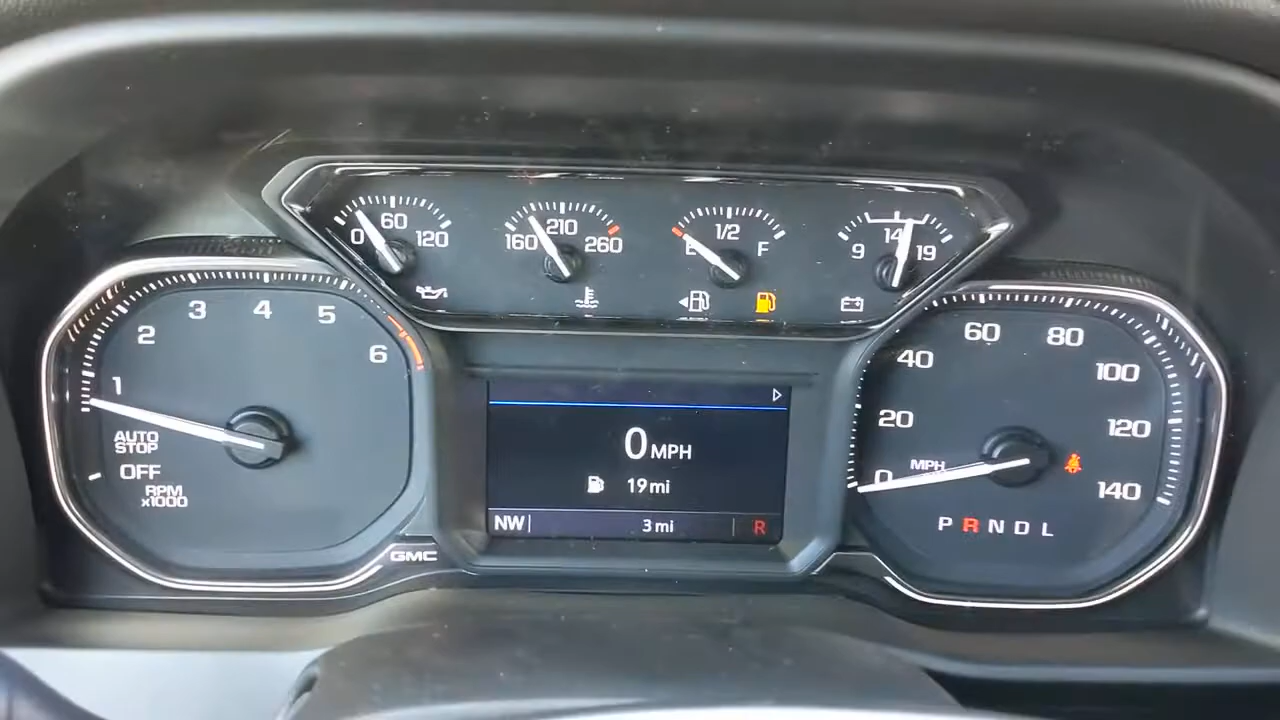 0 60 120
160 210 260
E 1/2 F
9 14 19
1 2 3 4 5 6
AUTO
STOP
OFF
RPM
x1000
GMC
0 MPH
19 mi
NW 3 mi R
0 20 40 60 80 100 120 140
MPH
P R N D L